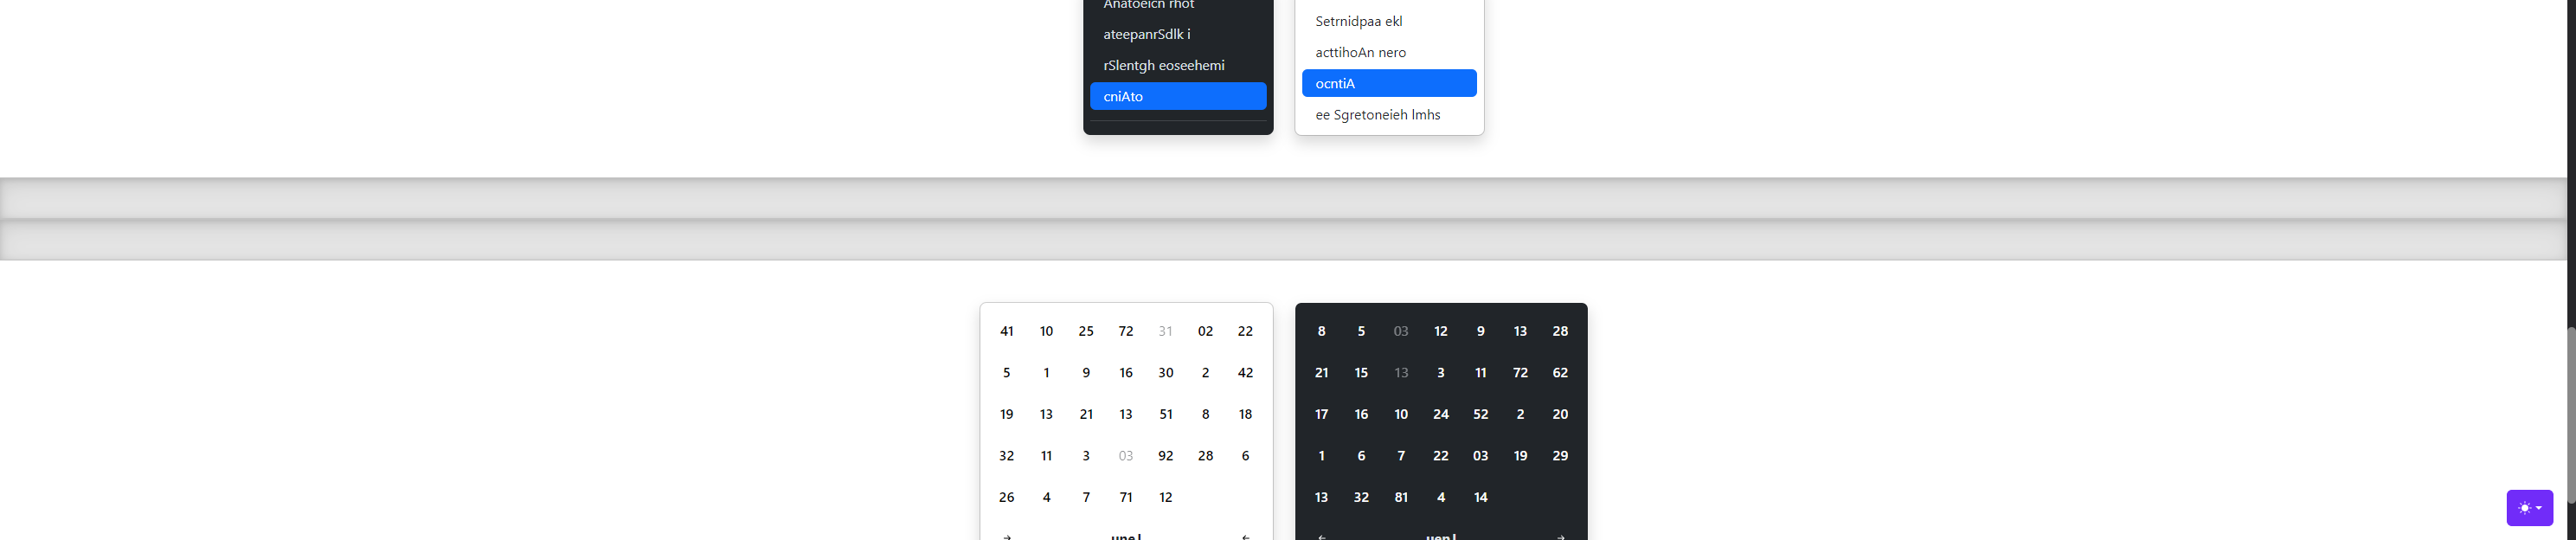 Anatoeicn rhot
ateepanrSdlk i
rSlentgh eoseehemi
cniAto
Setrnidpaa ekl
acttihoAn nero
ocntiA
ee Sgretoneieh lmhs
41 10 25 72 31 02 22
5 1 9 16 30 2 42
19 13 21 13 51 8 18
32 11 3 03 92 28 6
26 4 7 71 12
→ uneJ ←
8 5 03 12 9 13 28
21 15 13 3 11 72 62
17 16 10 24 52 2 20
1 6 7 22 03 19 29
13 32 81 4 14
← uenJ →